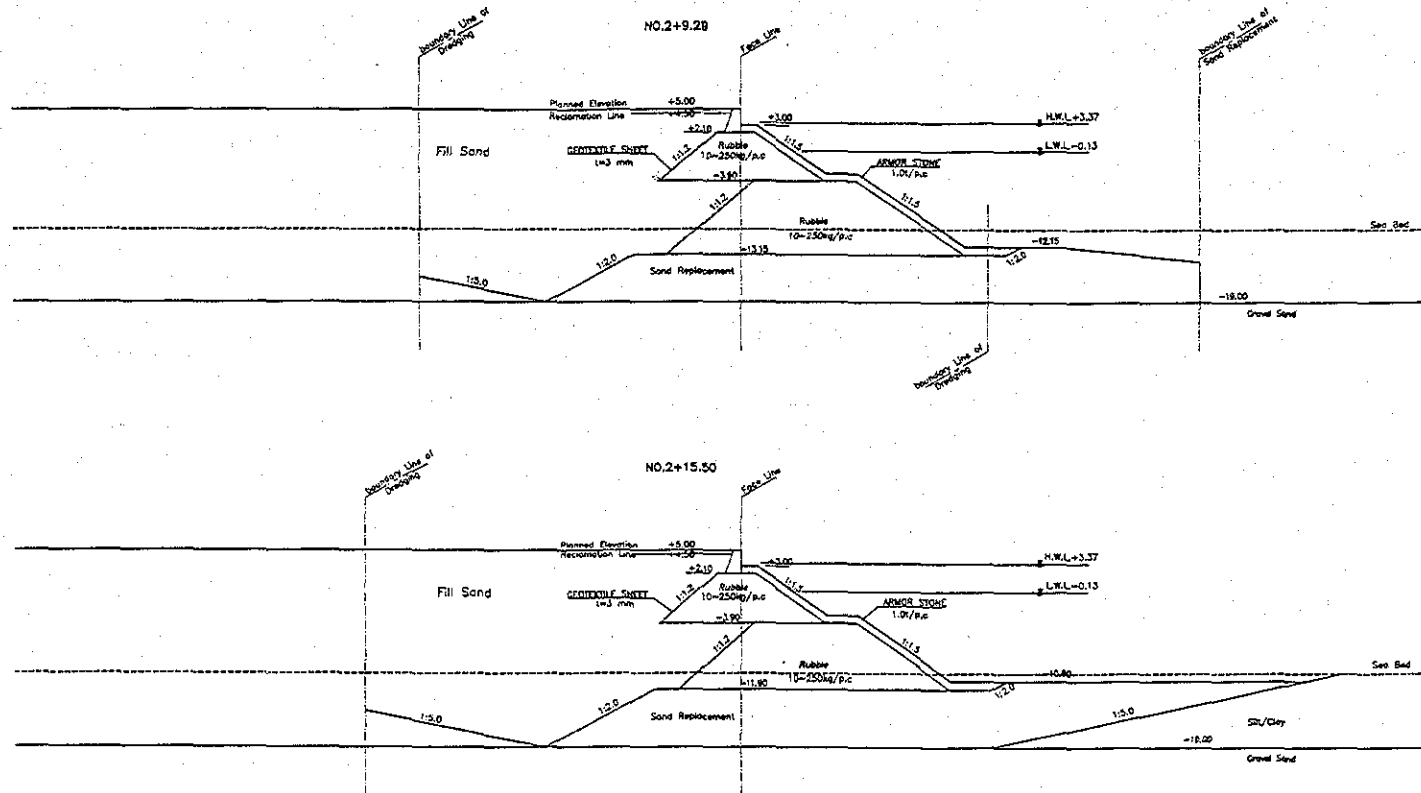 NO.2+9.29
boundary Line of
Dredging
Face Line
boundary Line of
Sand Replacement
Planned Elevation +5.00
Reclamation Line +4.50
+3.00
H.W.L+3.37
+2.10
Fill Sand
GEOTEXTILE SHEET
t=3 mm
1:1.2
Rubble
10~250kg/p.c
1:1.5
L.W.L-0.13
ARMOR STONE
1.0t/p.c
-3.90
1:1.2
1:1.5
Rubble
10~250kg/p.c
Sea Bed
-12.15
-13.15
1:2.0
1:2.0
Sand Replacement
1:5.0
-19.00
Gravel Sand
boundary Line of
Dredging
NO.2+15.50
boundary Line of
Dredging
Face Line
Planned Elevation +5.00
Reclamation Line +4.50
+3.00
H.W.L+3.37
+2.10
Fill Sand
GEOTEXTILE SHEET
t=3 mm
1:1.2
Rubble
10~250kg/p.c
1:1.5
L.W.L-0.13
ARMOR STONE
1.0t/p.c
-3.90
1:1.2
1:1.5
Rubble
10~250kg/p.c
Sea Bed
-10.90
-11.90
1:2.0
1:2.0
1:5.0
Sand Replacement
1:5.0
Silt/Clay
-19.00
Gravel Sand